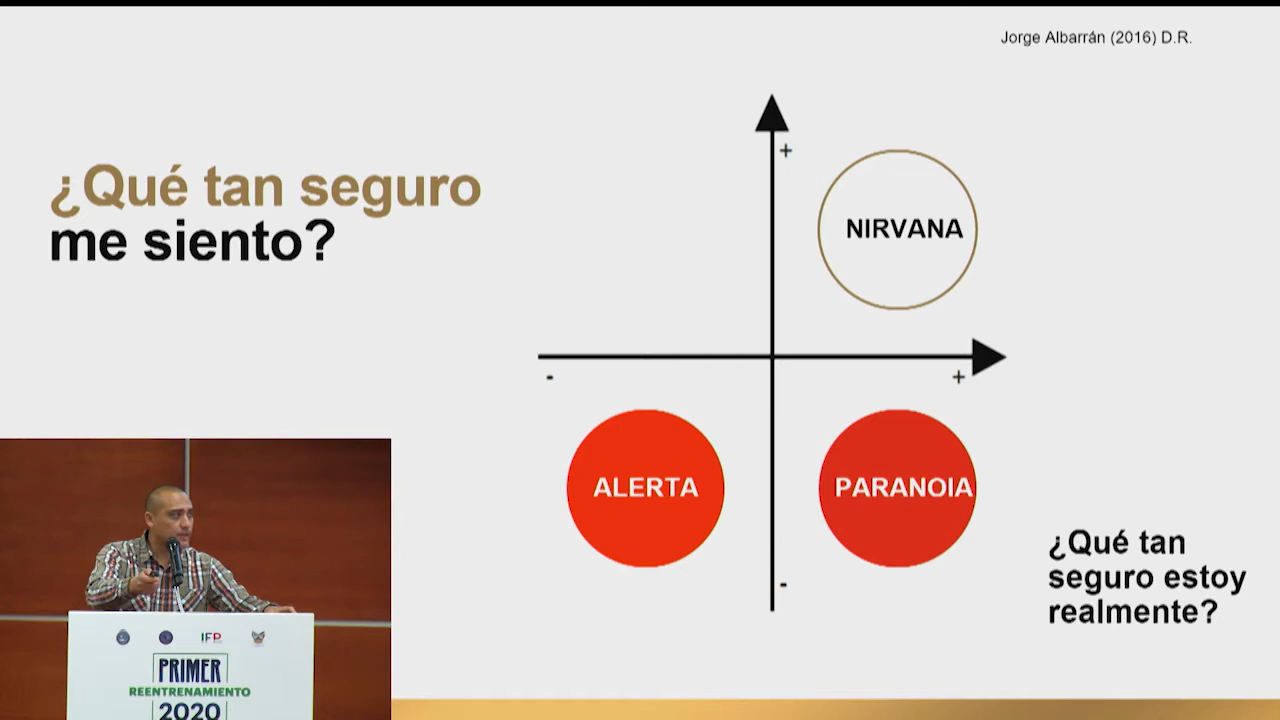 Jorge Albarrán (2016) D.R.
¿Qué tan seguro
me siento?
+
NIRVANA
-
+
ALERTA
PARANOIA
-
¿Qué tan
seguro estoy
realmente?
IFP
PRIMER
REENTRENAMIENTO
2020